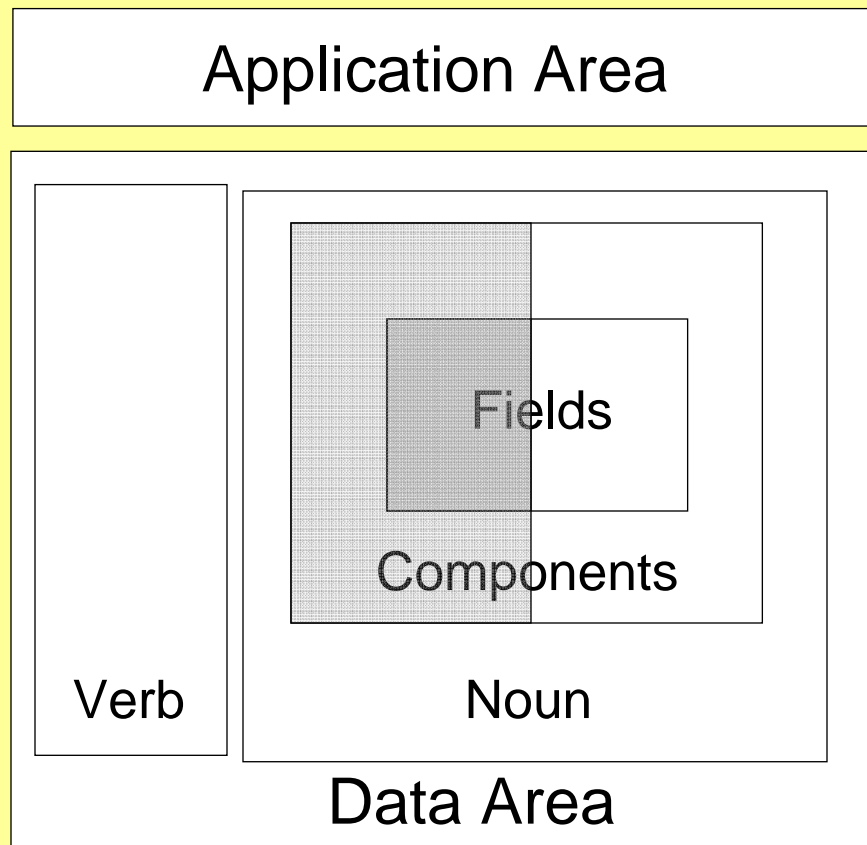 Application Area
Fields
Components
Verb
Noun
Data Area